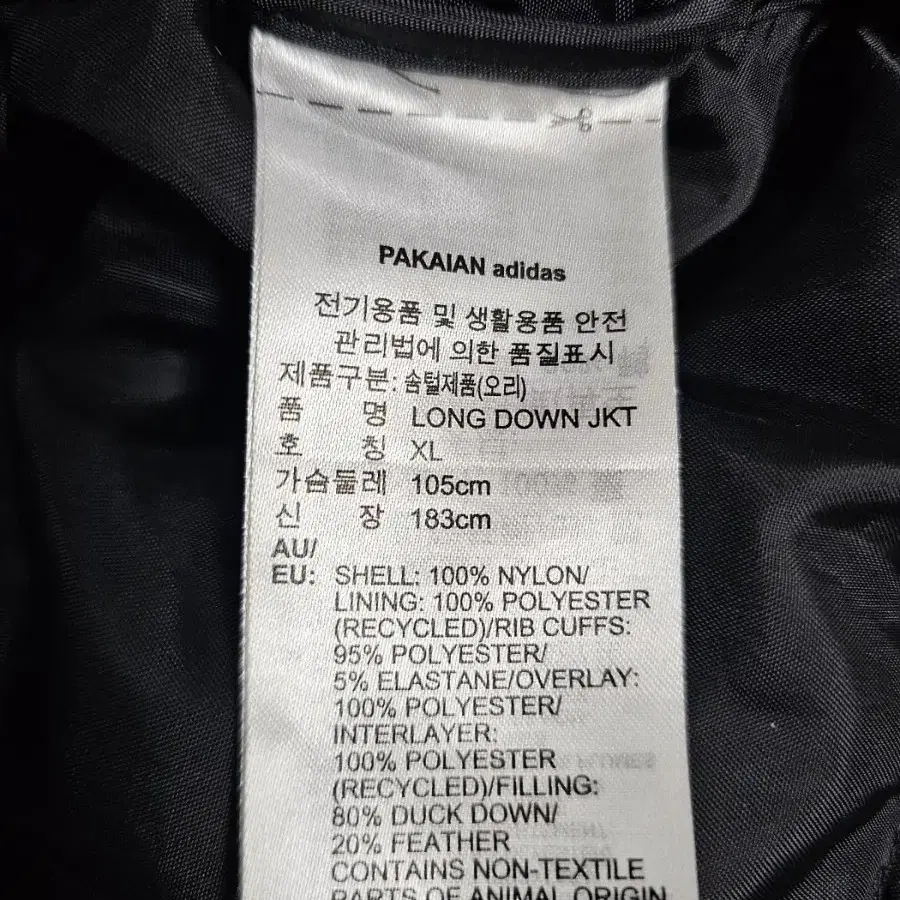 PAKAIAN adidas
전기용품 및 생활용품 안전
관리법에 의한 품질표시
제품구분: 솜털제품(오리)
품 명 LONG DOWN JKT
호 칭 XL
가슴둘레 105cm
신 장 183cm
AU/
EU: SHELL: 100% NYLON/
LINING: 100% POLYESTER
(RECYCLED)/RIB CUFFS:
95% POLYESTER/
5% ELASTANE/OVERLAY:
100% POLYESTER/
INTERLAYER:
100% POLYESTER
(RECYCLED)/FILLING:
80% DUCK DOWN/
20% FEATHER
CONTAINS NON-TEXTILE
PARTS OF ANIMAL ORIGIN